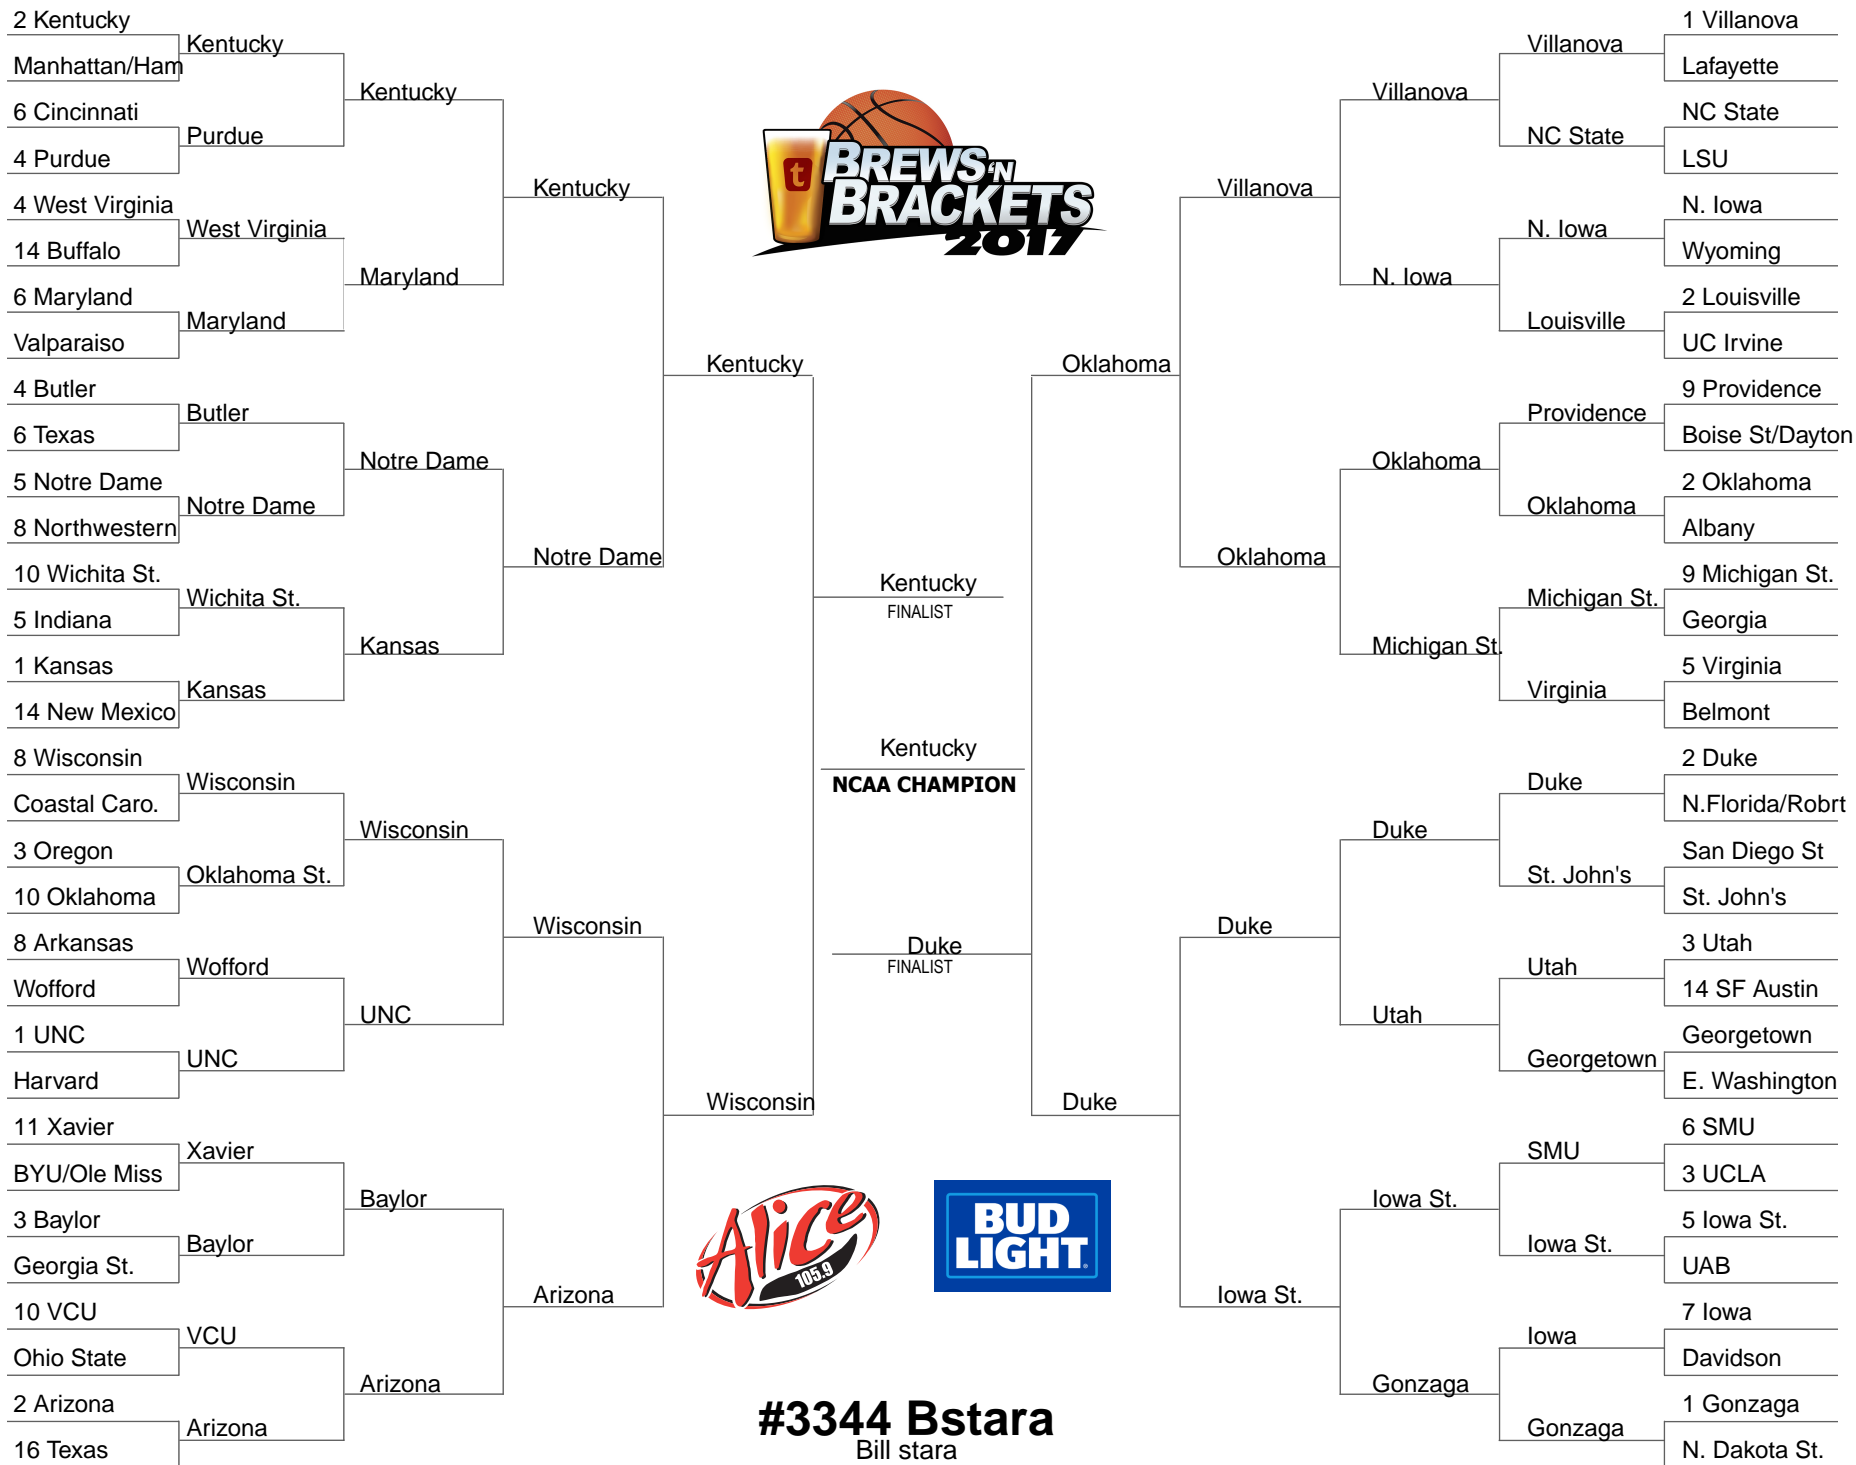 2 Kentucky
Manhattan/Ham
6 Cincinnati
4 Purdue
4 West Virginia
14 Buffalo
6 Maryland
Valparaiso
4 Butler
6 Texas
5 Notre Dame
8 Northwestern
10 Wichita St.
5 Indiana
1 Kansas
14 New Mexico
8 Wisconsin
Coastal Caro.
3 Oregon
10 Oklahoma
8 Arkansas
Wofford
1 UNC
Harvard
11 Xavier
BYU/Ole Miss
3 Baylor
Georgia St.
10 VCU
Ohio State
2 Arizona
16 Texas
Kentucky
Purdue
West Virginia
Maryland
Butler
Notre Dame
Wichita St.
Kansas
Wisconsin
Oklahoma St.
Wofford
UNC
Xavier
Baylor
VCU
Arizona
Kentucky
Maryland
Notre Dame
Kansas
Wisconsin
UNC
Baylor
Arizona
Kentucky
Notre Dame
Wisconsin
Arizona
Kentucky
Wisconsin
t
BREWS 'N
BRACKETS
2017
Kentucky
FINALIST
Kentucky
NCAA CHAMPION
Duke
FINALIST
Alice
105.9
BUD
LIGHT
#3344 Bstara
Bill stara
Oklahoma
Duke
Villanova
Oklahoma
Duke
Iowa St.
Villanova
N. Iowa
Oklahoma
Michigan St.
Duke
Utah
Iowa St.
Gonzaga
Villanova
NC State
N. Iowa
Louisville
Providence
Oklahoma
Michigan St.
Virginia
Duke
St. John's
Utah
Georgetown
SMU
Iowa St.
Iowa
Gonzaga
1 Villanova
Lafayette
NC State
LSU
N. Iowa
Wyoming
2 Louisville
UC Irvine
9 Providence
Boise St/Dayton
2 Oklahoma
Albany
9 Michigan St.
Georgia
5 Virginia
Belmont
2 Duke
N.Florida/Robrt
San Diego St
St. John's
3 Utah
14 SF Austin
Georgetown
E. Washington
6 SMU
3 UCLA
5 Iowa St.
UAB
7 Iowa
Davidson
1 Gonzaga
N. Dakota St.